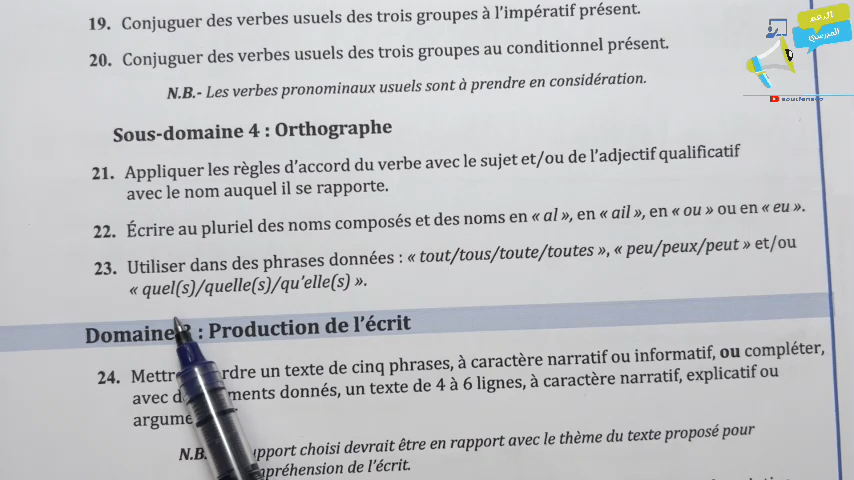 19. Conjuguer des verbes usuels des trois groupes à l'impératif présent.
20. Conjuguer des verbes usuels des trois groupes au conditionnel présent.
N.B.- Les verbes pronominaux usuels sont à prendre en considération.
Sous-domaine 4 : Orthographe
21. Appliquer les règles d'accord du verbe avec le sujet et/ou de l'adjectif qualificatif
avec le nom auquel il se rapporte.
22. Écrire au pluriel des noms composés et des noms en « al », en « ail », en « ou » ou en « eu ».
23. Utiliser dans des phrases données : « tout/tous/toute/toutes », « peu/peux/peut » et/ou
« quel(s)/quelle(s)/qu'elle(s) ».
Domaine : Production de l'écrit
24. Mettre un texte de cinq phrases, à caractère narratif ou informatif, ou compléter,
avec donnés, un texte de 4 à 6 lignes, à caractère narratif, explicatif ou
N.B. choisi devrait être en rapport avec le thème du texte proposé pour
de l'écrit.
الدعم
المدرسي